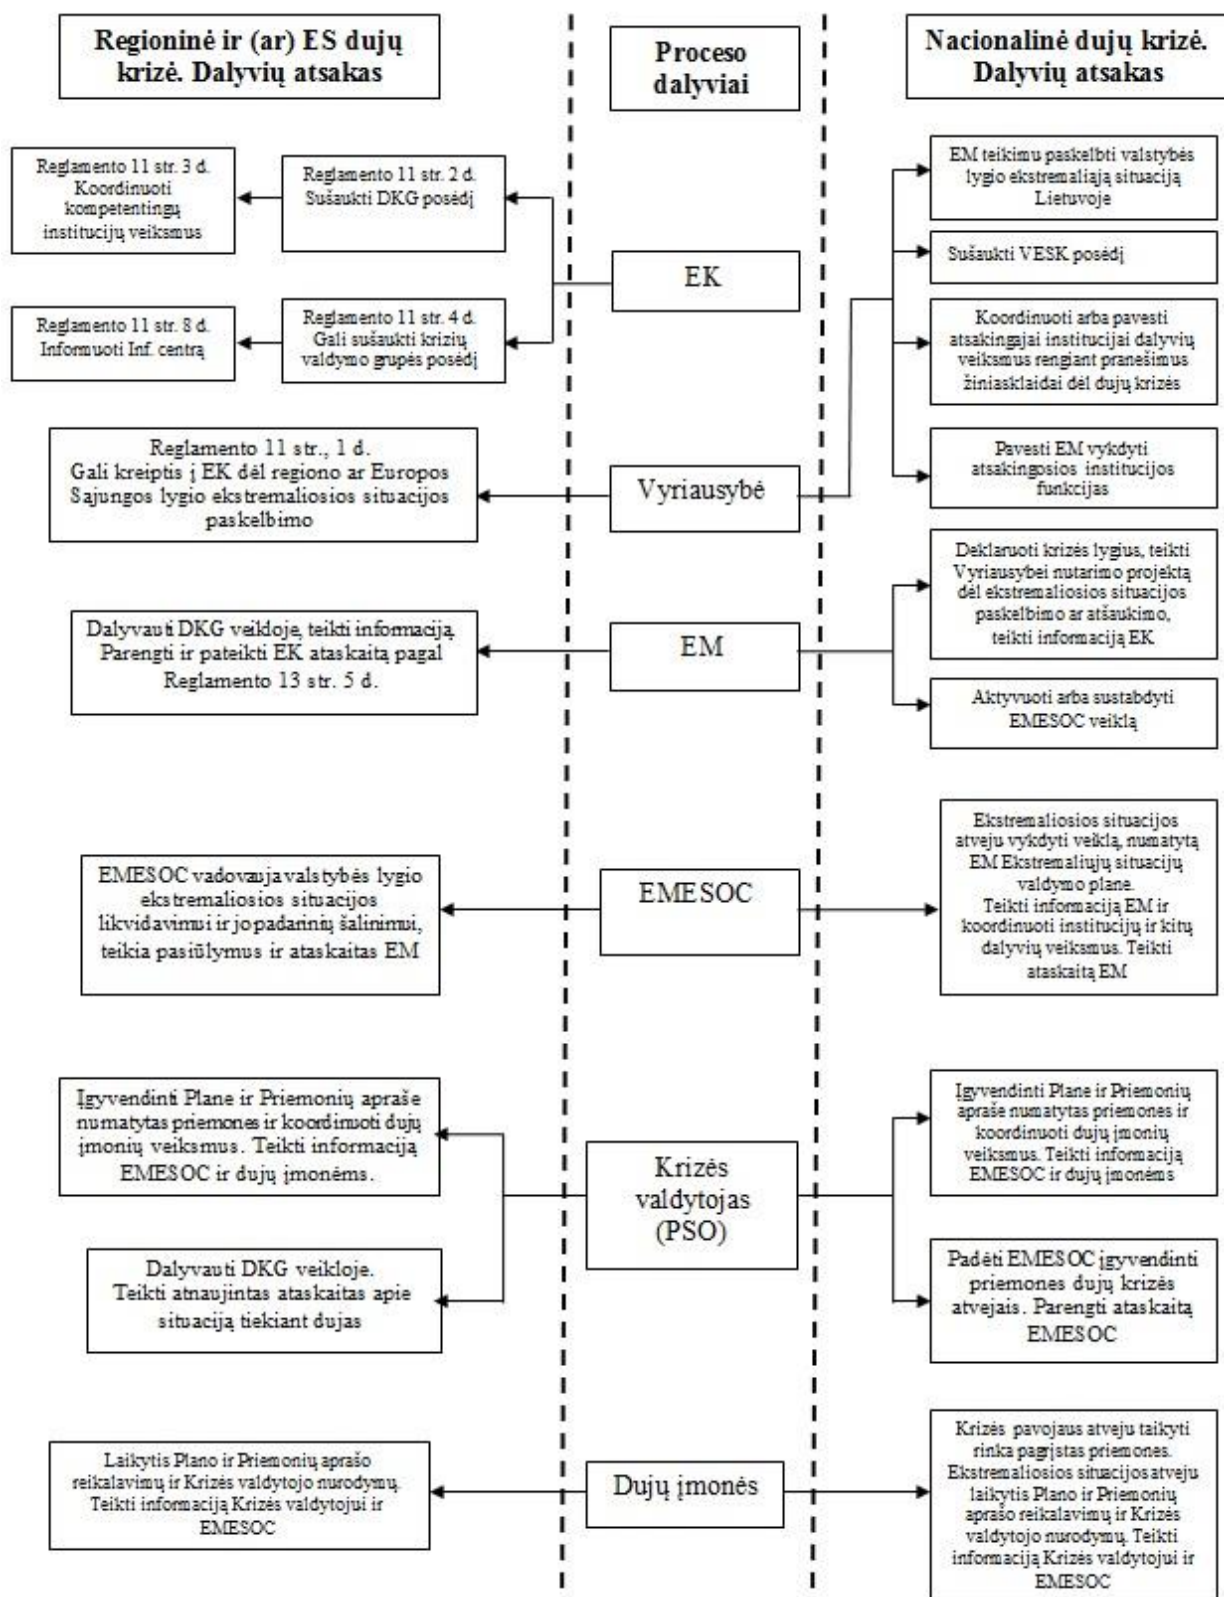 Regioninė ir (ar) ES dujų
krizė. Dalyvių atsakas
Proceso
dalyviai
Nacionalinė dujų krizė.
Dalyvių atsakas
Reglamento 11 str. 3 d.
Koordinuoti
kompetentingų
institucijų veiksmus
Reglamento 11 str. 2 d.
Sušaukti DKG posėdį
Reglamento 11 str. 8 d.
Informuoti Inf. centrą
Reglamento 11 str. 4 d.
Gali sušaukti krizių
valdymo grupės posėdį
EK
EM teikimu paskelbti valstybės
lygio ekstremaliąją situaciją
Lietuvoje
Sušaukti VESK posėdį
Koordinuoti arba pavesti
atsakingajai institucijai dalyvių
veiksmus rengiant pranešimus
žiniasklaidai dėl dujų krizės
Pavesti EM vykdyti
atsakingosios institucijos
funkcijas
Reglamento 11 str., 1 d.
Gali kreiptis į EK dėl regiono ar Europos
Sąjungos lygio ekstremaliosios situacijos
paskelbimo
Vyriausybė
Dalyvauti DKG veikloje, teikti informaciją.
Parengti ir pateikti EK ataskaitą pagal
Reglamento 13 str. 5 d.
EM
Deklaruoti krizės lygius, teikti
Vyriausybei nutarimo projektą
dėl ekstremaliosios situacijos
paskelbimo ar atšaukimo,
teikti informaciją EK
Aktyvuoti arba sustabdyti
EMESOC veiklą
EMESOC vadovauja valstybės lygio
ekstremaliosios situacijos
likvidavimui ir jo padarinių šalinimui,
teikia pasiūlymus ir ataskaitas EM
EMESOC
Ekstremaliosios situacijos
atveju vykdyti veiklą, numatytą
EM Ekstremaliųjų situacijų
valdymo plane.
Teikti informaciją EM ir
koordinuoti institucijų ir kitų
dalyvių veiksmus. Teikti
ataskaitą EM
Įgyvendinti Plane ir Priemonių apraše
numatytas priemones ir koordinuoti dujų
įmonių veiksmus. Teikti informaciją
EMESOC ir dujų įmonėms.
Dalyvauti DKG veikloje.
Teikti atnaujintas ataskaitas apie
situaciją tiekiant dujas
Krizės
valdytojas
(PSO)
Įgyvendinti Plane ir Priemonių
apraše numatytas priemones ir
koordinuoti dujų įmonių
veiksmus. Teikti informaciją
EMESOC ir dujų įmonėms
Padėti EMESOC įgyvendinti
priemones dujų krizės
atvejais. Parengti ataskaitą
EMESOC
Laikytis Plano ir Priemonių aprašo
reikalavimų ir Krizės valdytojo nurodymų.
Teikti informaciją Krizės valdytojui ir
EMESOC
Dujų įmonės
Krizės pavojaus atveju taikyti
rinka pagrįstas priemones.
Ekstremaliosios situacijos atveju
laikytis Plano ir Priemonių
aprašo reikalavimų ir Krizės
valdytojo nurodymų. Teikti
informaciją Krizės valdytojui ir
EMESOC